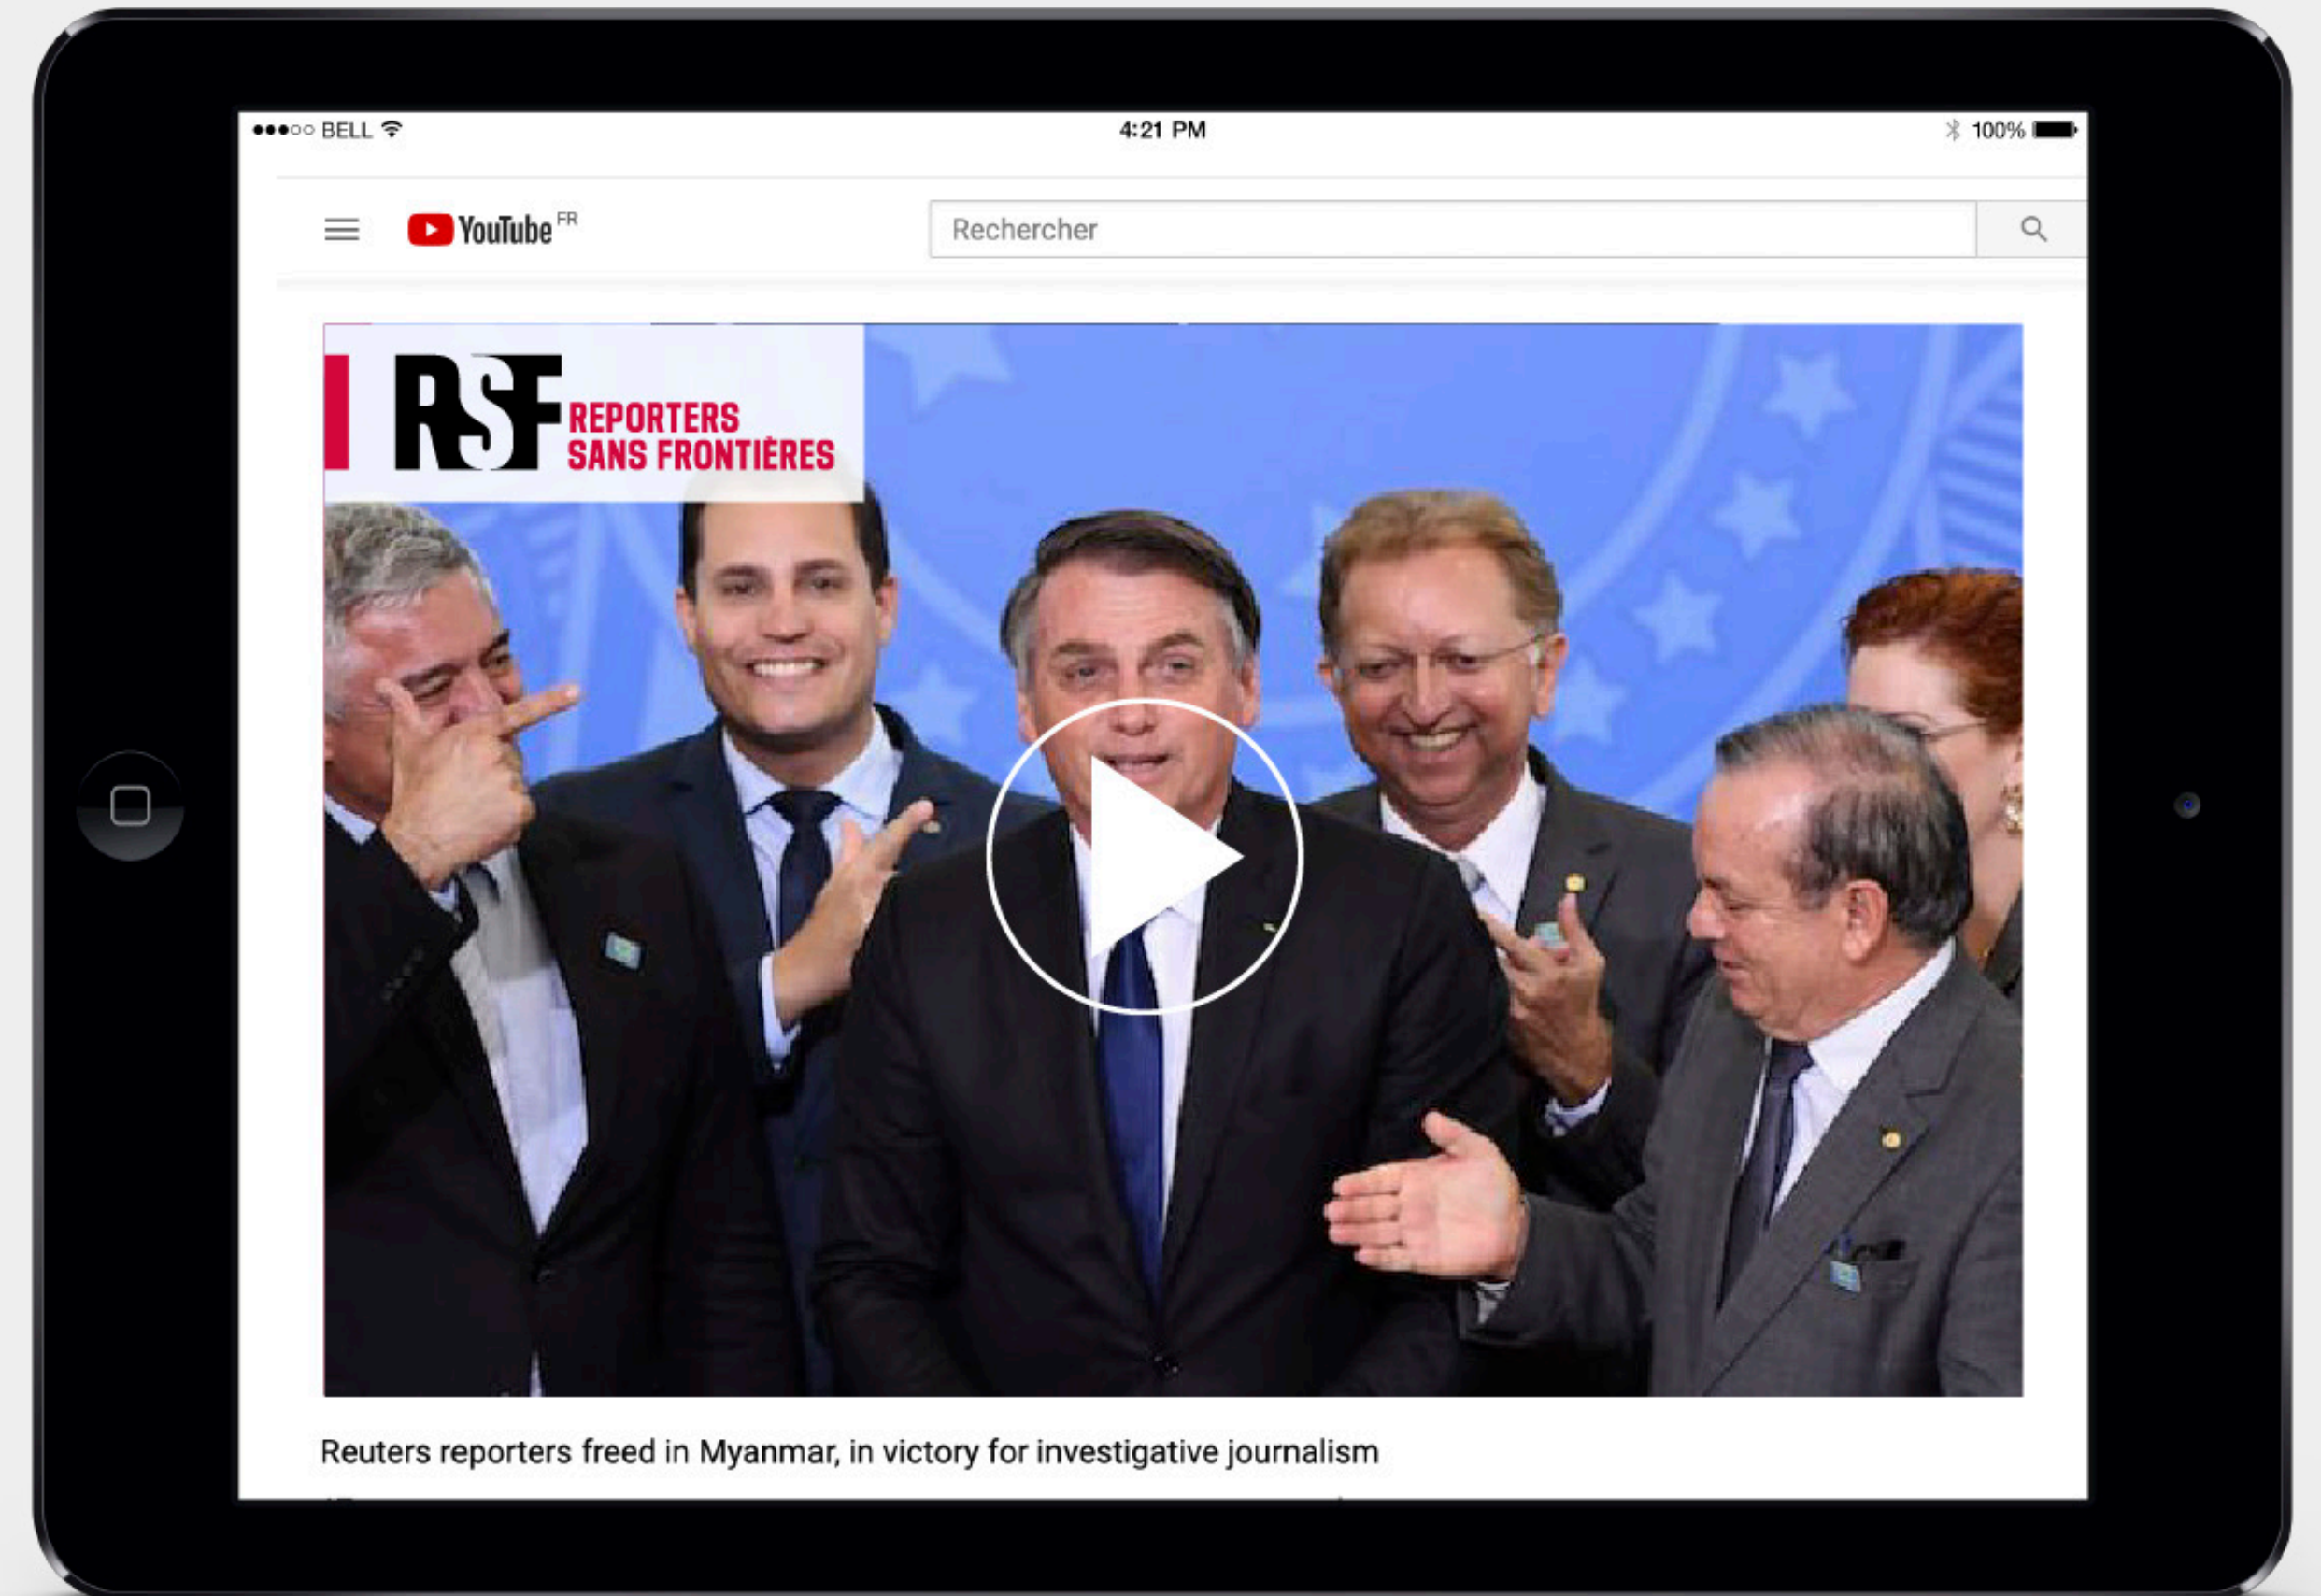 BELL
4:21 PM
100%
YouTube FR
Rechercher
RSF REPORTERS
SANS FRONTIÈRES
Reuters reporters freed in Myanmar, in victory for investigative journalism